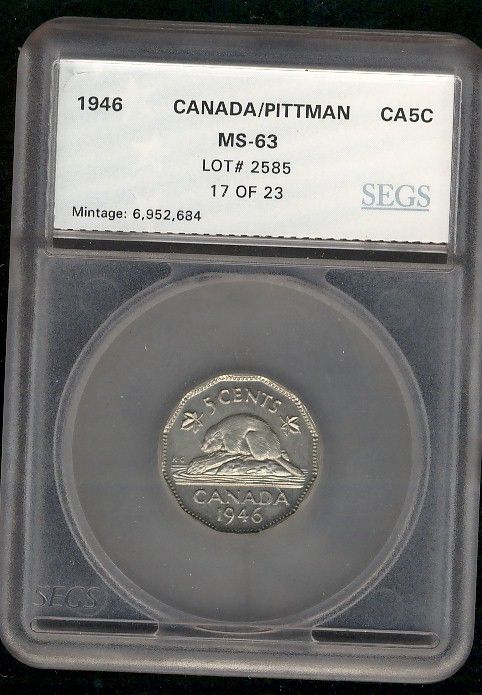 1946 CANADA/PITTMAN CA5C
MS-63
LOT# 2585
17 OF 23
SEGS
Mintage: 6,952,684
5 CENTS
K G
CANADA
1946
SEGS